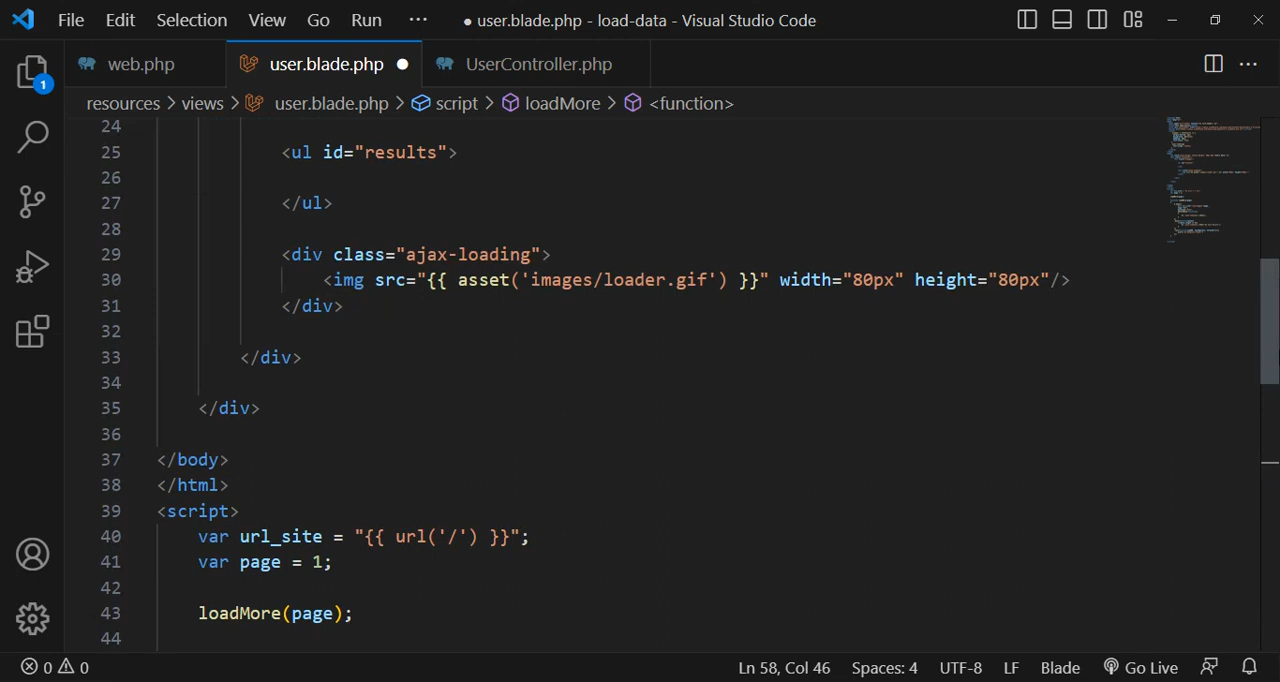 File Edit Selection View Go Run ··· ● user.blade.php - load-data - Visual Studio Code
web.php user.blade.php ● UserController.php ···
resources > views > user.blade.php > script > loadMore > <function>
1
24
25 <ul id="results">
26
27 </ul>
28
29 <div class="ajax-loading">
30 <img src="{{ asset('images/loader.gif') }}" width="80px" height="80px"/>
31 </div>
32
33 </div>
34
35 </div>
36
37 </body>
38 </html>
39 <script>
40 var url_site = "{{ url('/') }}";
41 var page = 1;
42
43 loadMore(page);
44
0 0 Ln 58, Col 46 Spaces: 4 UTF-8 LF Blade Go Live